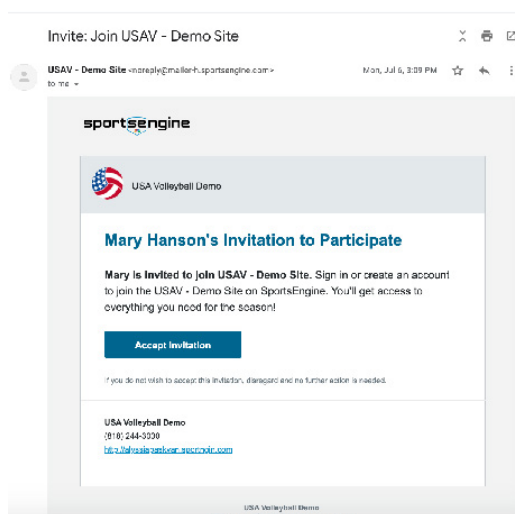 Invite: Join USAV - Demo Site
USAV - Demo Site <noreply@mailer-h.sportsengine.com> Mon, Jul 6, 3:09 PM
to me
sportsengine
USA Volleyball Demo
Mary Hanson's Invitation to Participate
Mary is invited to join USAV - Demo Site. Sign in or create an account
to join the USAV - Demo Site on SportsEngine. You'll get access to
everything you need for the season!
Accept Invitation
If you do not wish to accept this invitation, disregard and no further action is needed.
USA Volleyball Demo
USA Volleyball Demo